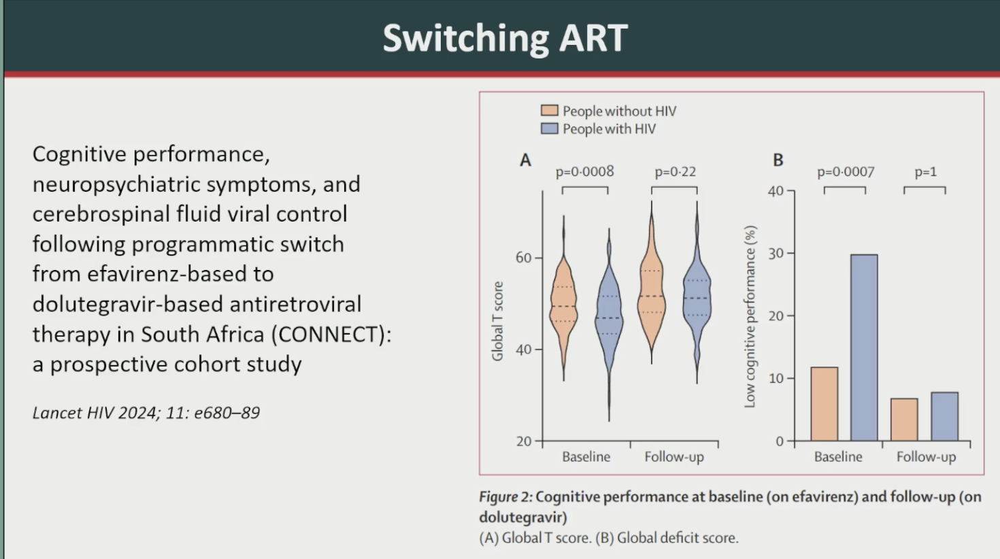 Switching ART
Cognitive performance,
neuropsychiatric symptoms, and
cerebrospinal fluid viral control
following programmatic switch
from efavirenz-based to
dolutegravir-based antiretroviral
therapy in South Africa (CONNECT):
a prospective cohort study
Lancet HIV 2024; 11: e680–89
People without HIV
People with HIV
A
p=0·0008
p=0·22
60
40
20
Global T score
Baseline
Follow-up
B
p=0·0007
p=1
40
30
20
10
0
Low cognitive performance (%)
Baseline
Follow-up
Figure 2: Cognitive performance at baseline (on efavirenz) and follow-up (on
dolutegravir)
(A) Global T score. (B) Global deficit score.